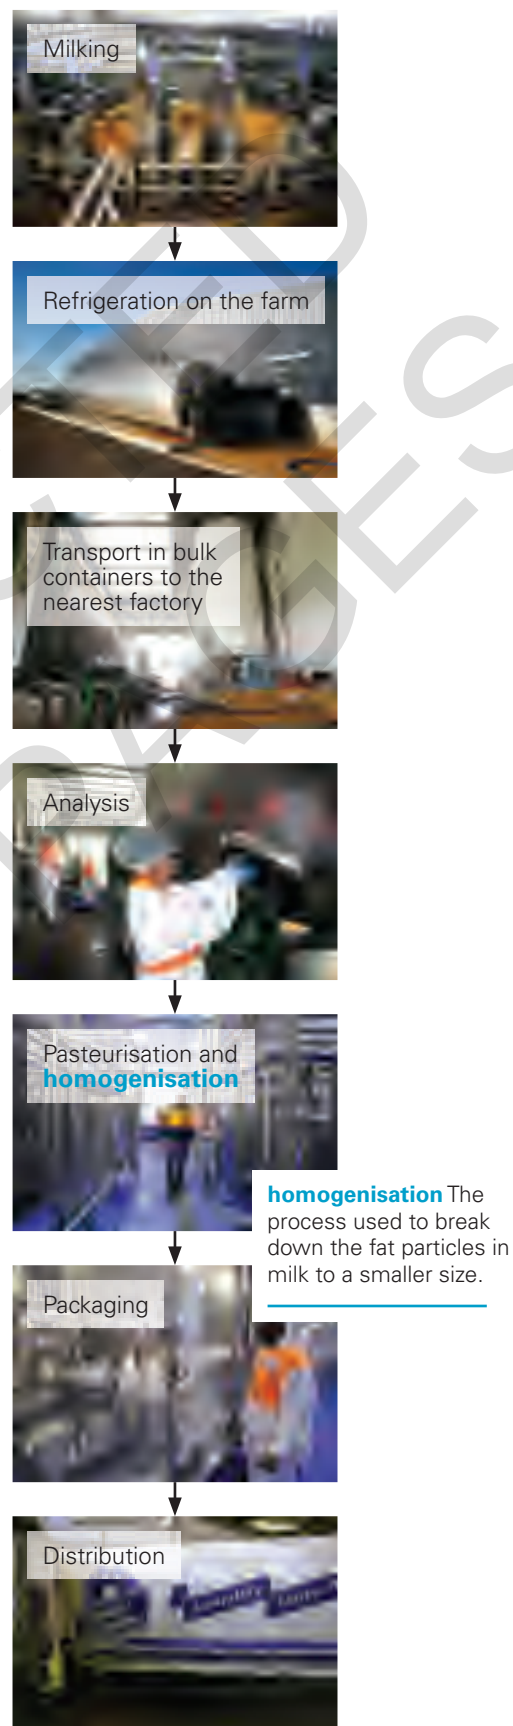 Milking
Refrigeration on the farm
Transport in bulk
containers to the
nearest factory
Analysis
Pasteurisation and
homogenisation
homogenisation The
process used to break
down the fat particles in
milk to a smaller size.
Packaging
Distribution